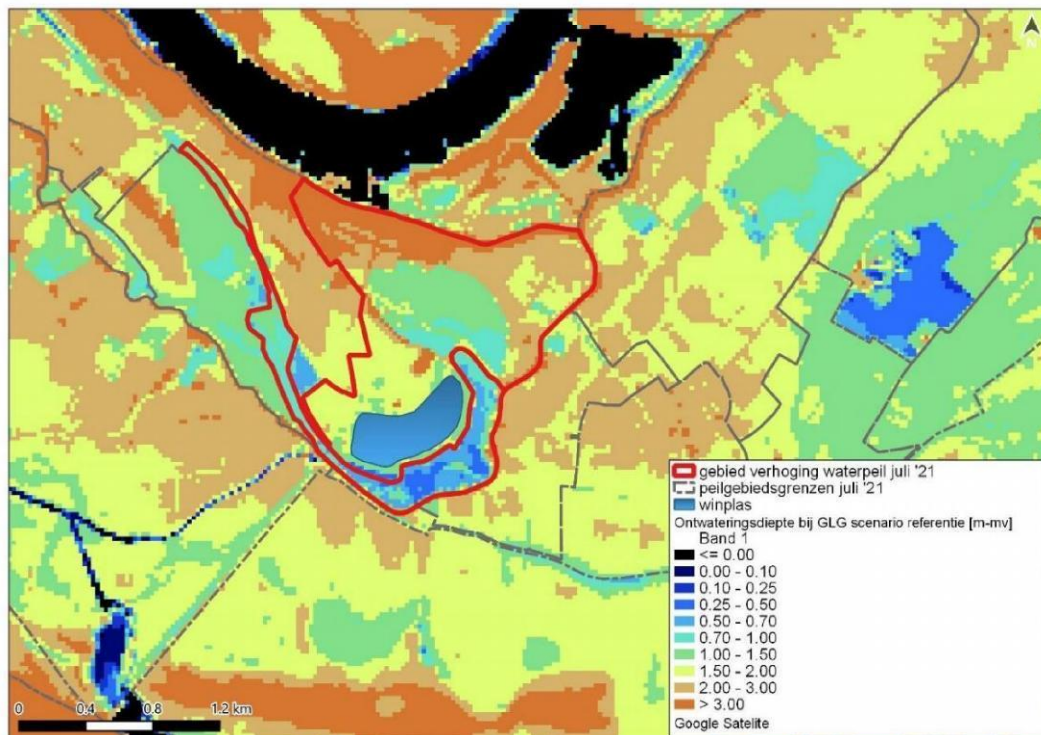 N
gebied verhoging waterpeil juli '21
peilgebiedsgrenzen juli '21
winplas
Ontwateringsdiepte bij GLG scenario referentie [m-mv]
Band 1
<= 0.00
0.00 - 0.10
0.10 - 0.25
0.25 - 0.50
0.50 - 0.70
0.70 - 1.00
1.00 - 1.50
1.50 - 2.00
2.00 - 3.00
> 3.00
Google Satelite
0 0.4 0.8 1.2 km